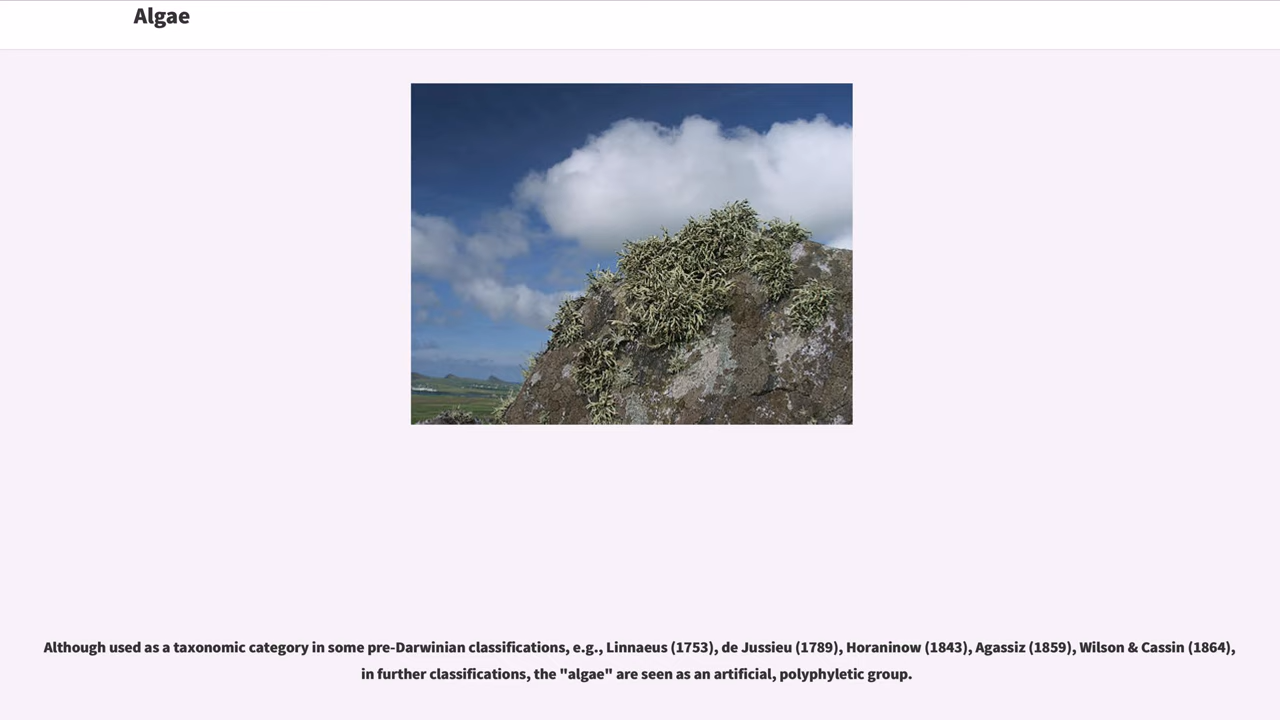 Algae
Although used as a taxonomic category in some pre-Darwinian classifications, e.g., Linnaeus (1753), de Jussieu (1789), Horaninow (1843), Agassiz (1859), Wilson & Cassin (1864),
in further classifications, the "algae" are seen as an artificial, polyphyletic group.